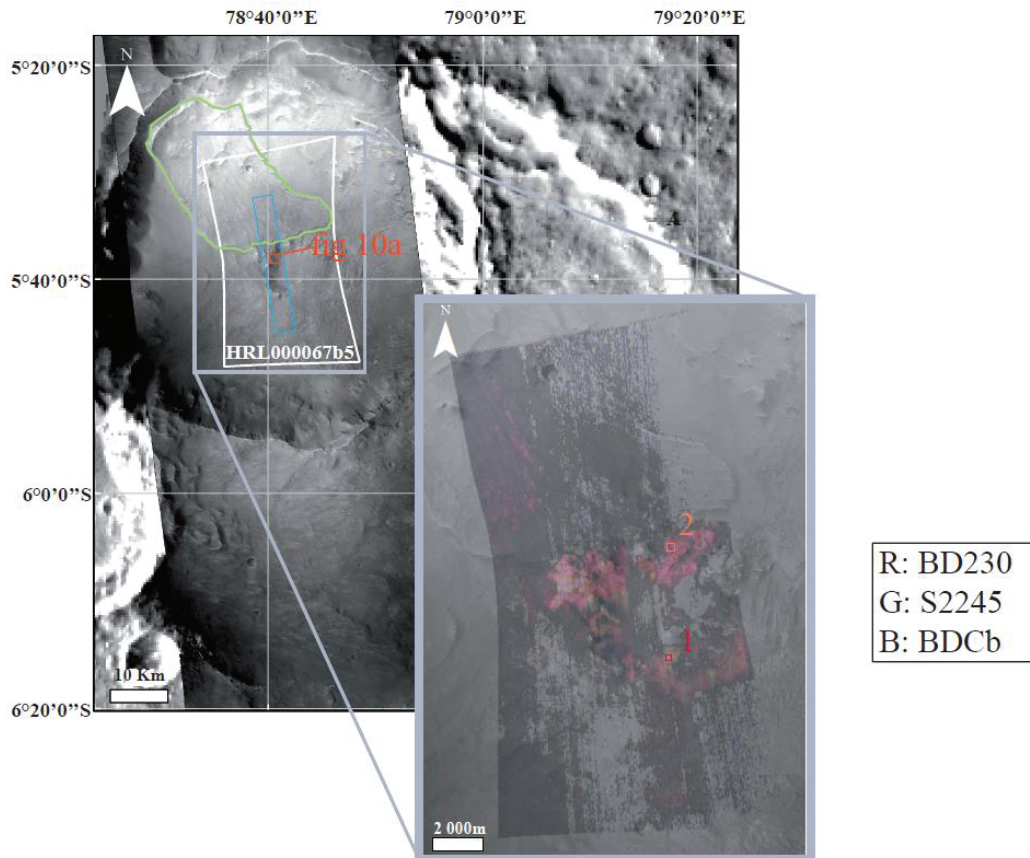 78°40'0"E 79°0'0"E 79°20'0"E
5°20'0"S
N
A
fig 10a
5°40'0"S
HRL000067b5
N
6°0'0"S
2
R: BD230
G: S2245
B: BDCb
1
10 Km
6°20'0"S
2 000m